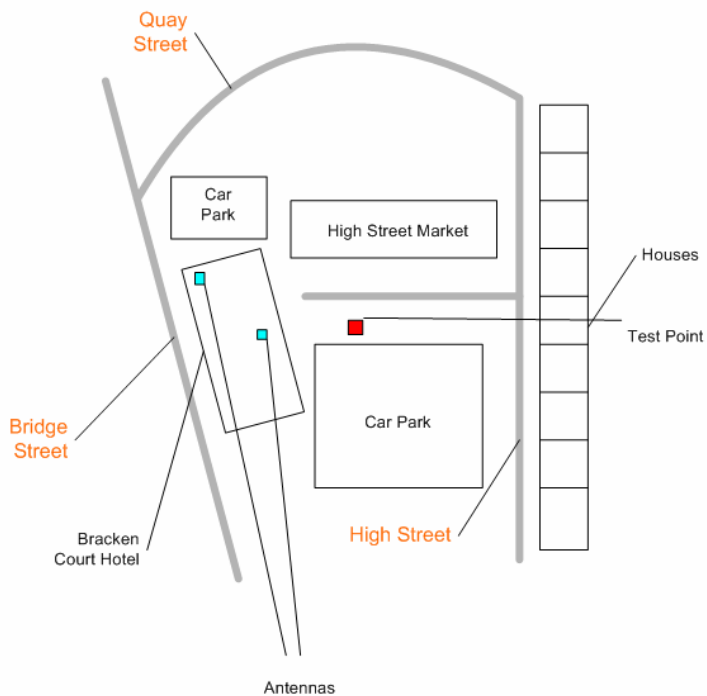 Quay
Street
Car
Park
High Street Market
Houses
Test Point
Bridge
Street
Car Park
Bracken
Court Hotel
High Street
Antennas